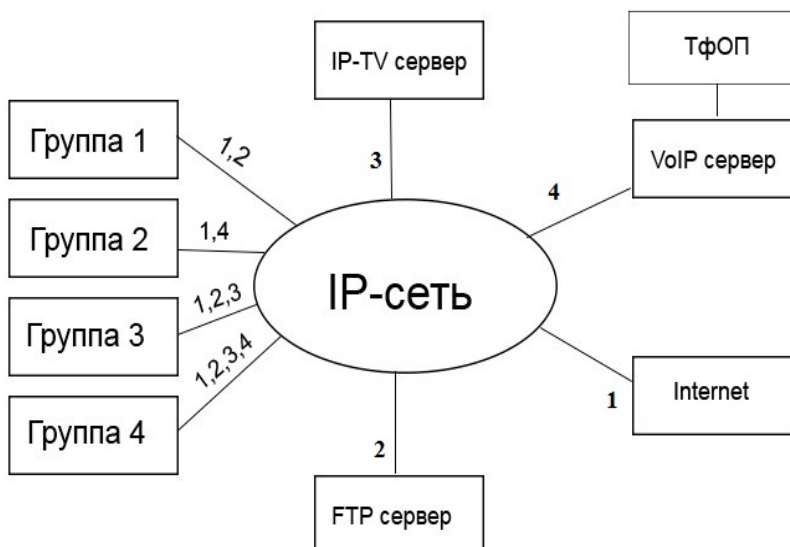 IP-TV сервер
ТфОП
VoIP сервер
Группа 1
1,2
3
4
Группа 2
1,4
IP-сеть
Группа 3
1,2,3
Группа 4
1,2,3,4
1
Internet
2
FTP сервер